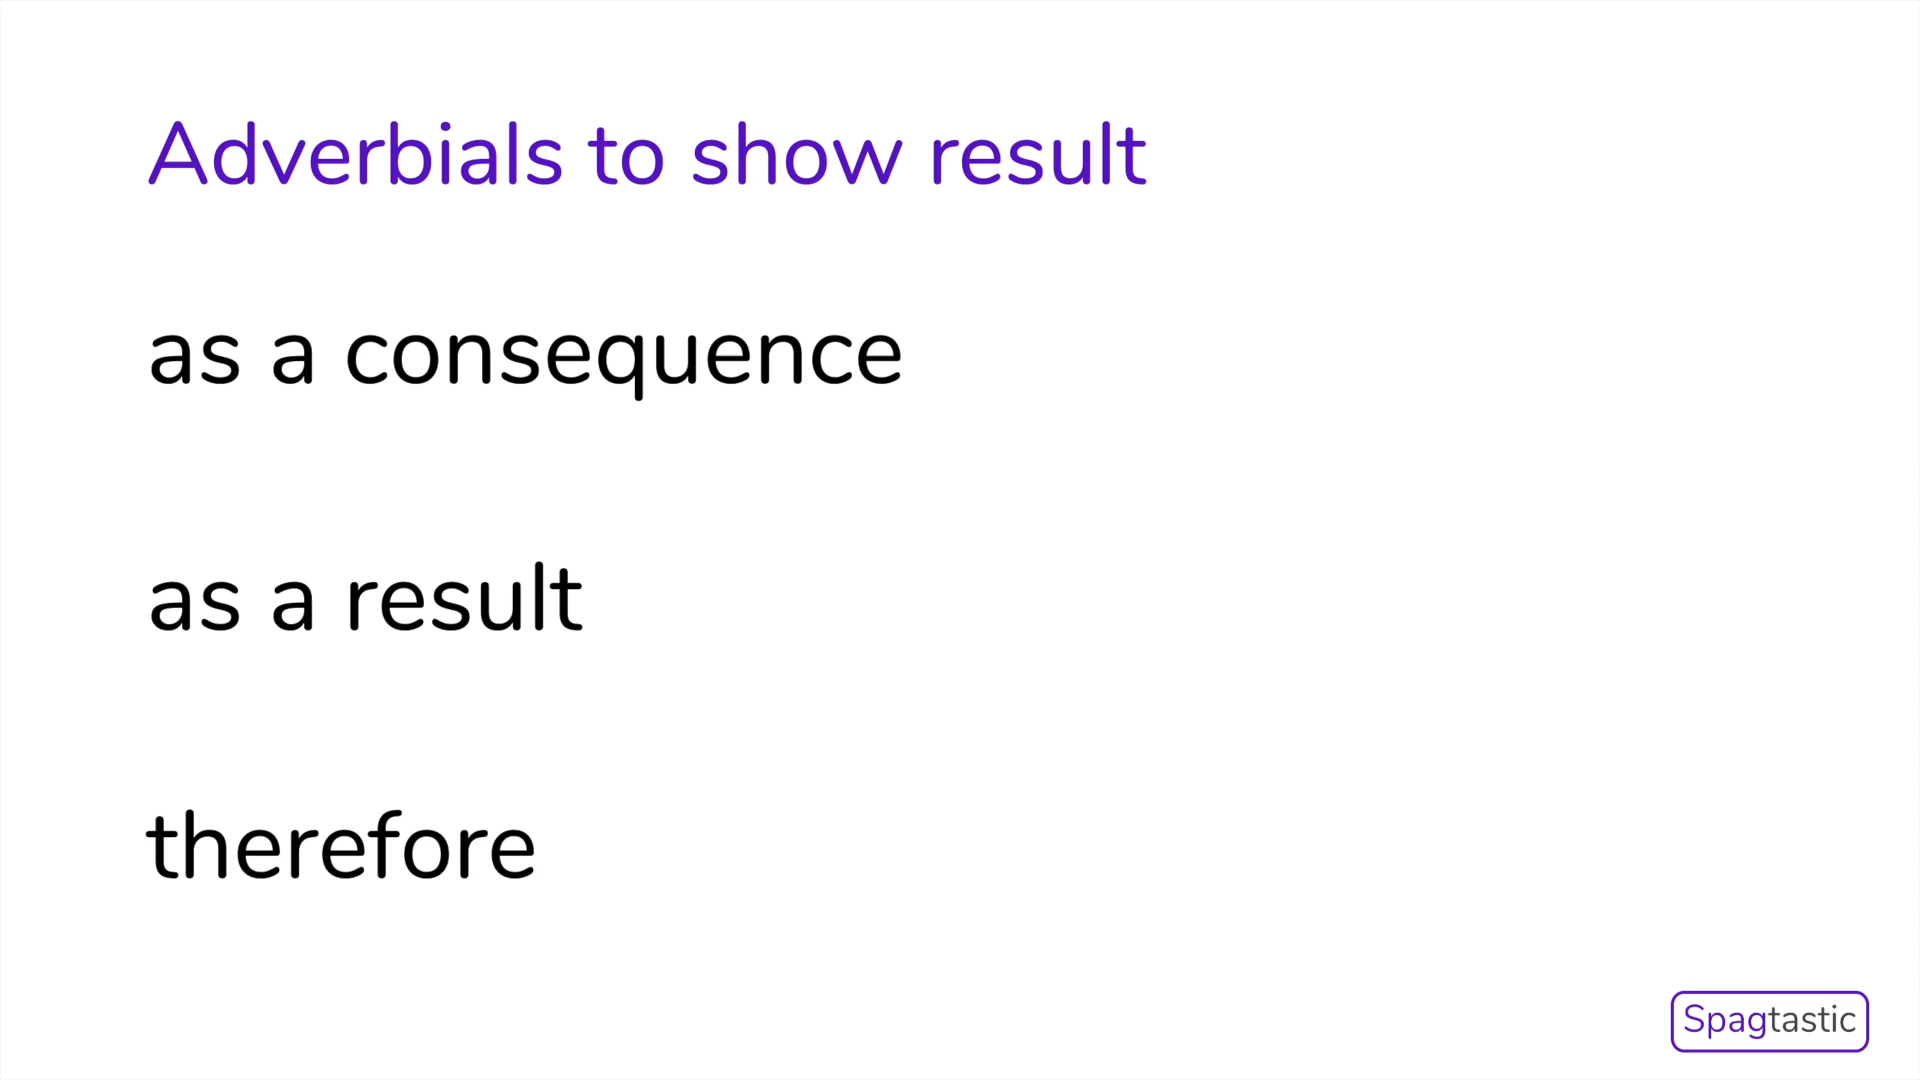 Adverbials to show result
as a consequence
as a result
therefore
Spagtastic